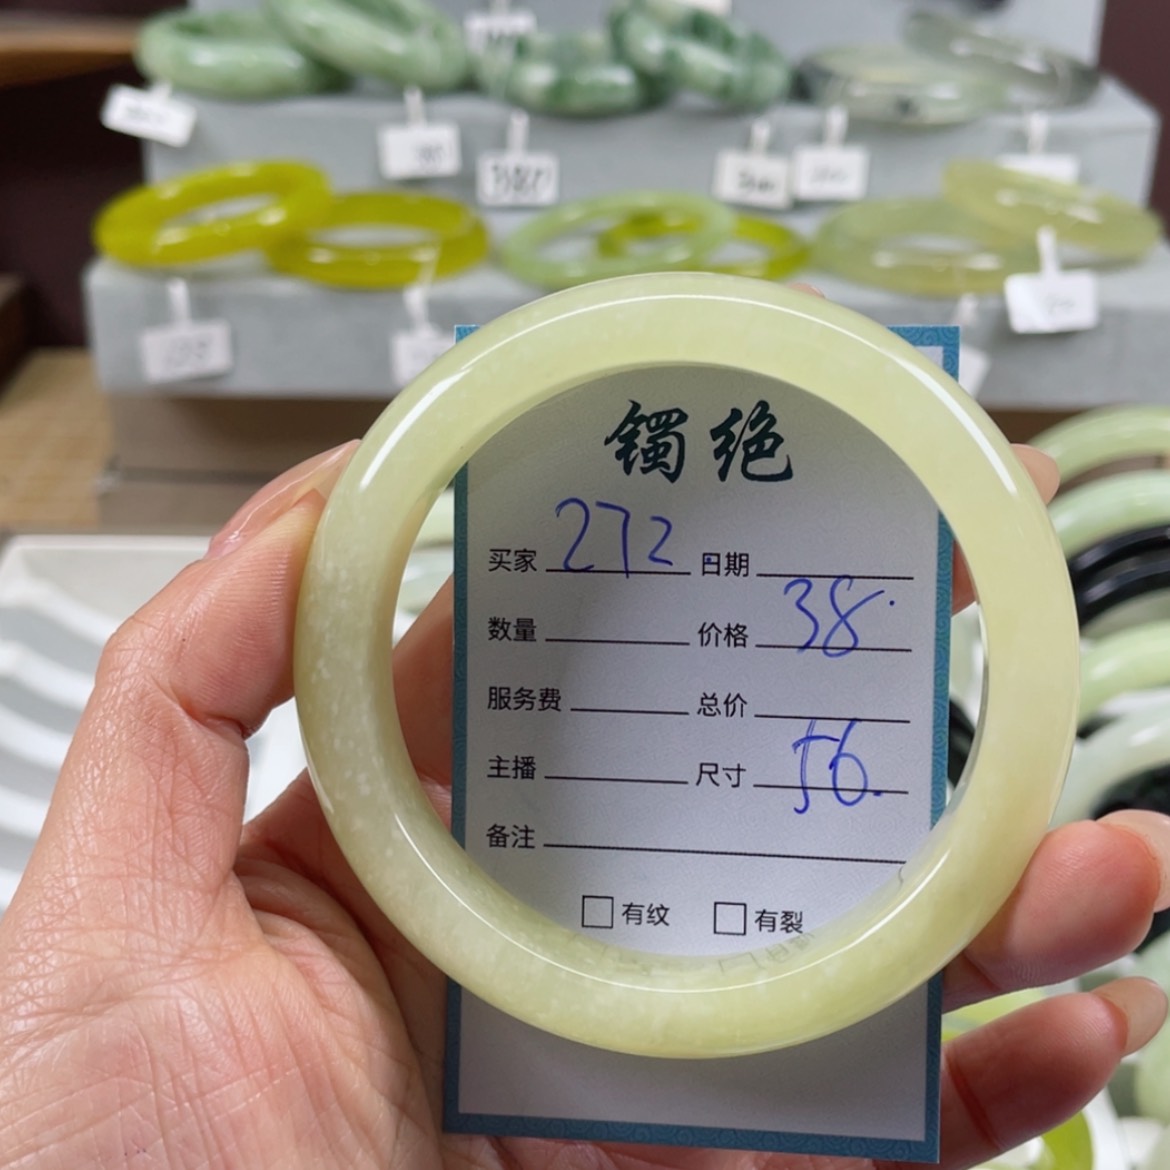 镯绝
买家 272 日期
数量 价格 38.
服务费 总价
主播 尺寸 56.
备注
有纹 有裂